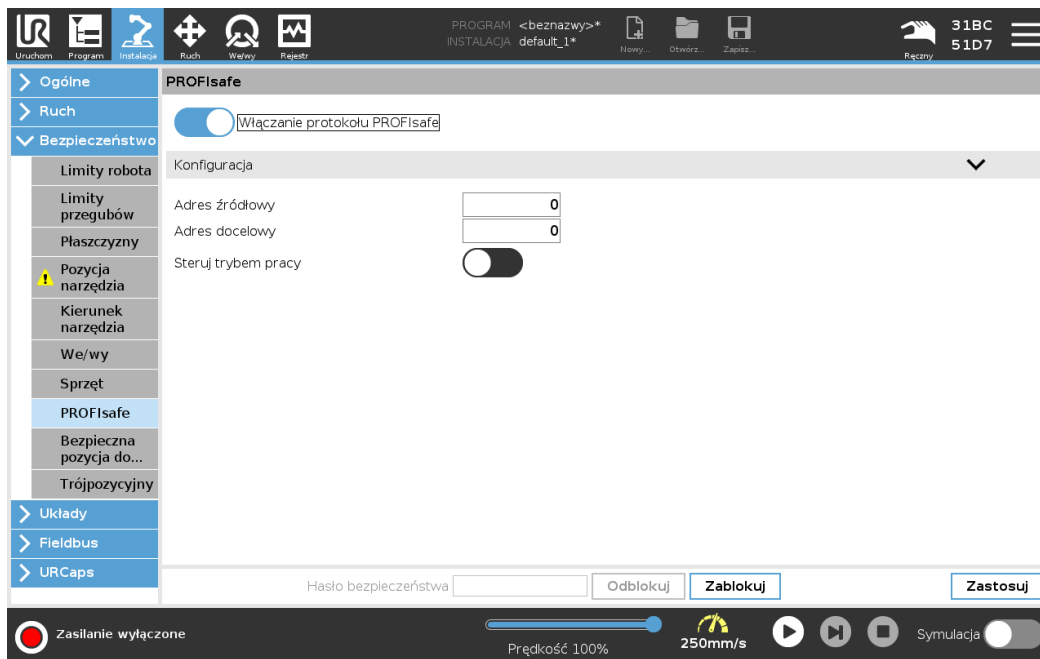 PROGRAM <beznazwy>*
INSTALACJA default_1*
31BC
51D7
Uruchom Program Instalacja Ruch We/wy Rejestr Nowy... Otwórz... Zapisz... Ręczny
Ogólne
Ruch
Bezpieczeństwo
Limity robota
Limity
przegubów
Płaszczyzny
Pozycja
narzędzia
Kierunek
narzędzia
We/wy
Sprzęt
PROFIsafe
Bezpieczna
pozycja do...
Trójpozycyjny
Układy
Fieldbus
URCaps
PROFIsafe
Włączanie protokołu PROFIsafe
Konfiguracja
Adres źródłowy 0
Adres docelowy 0
Steruj trybem pracy
Hasło bezpieczeństwa Odblokuj Zablokuj Zastosuj
Zasilanie wyłączone
Prędkość 100%
250mm/s
Symulacja